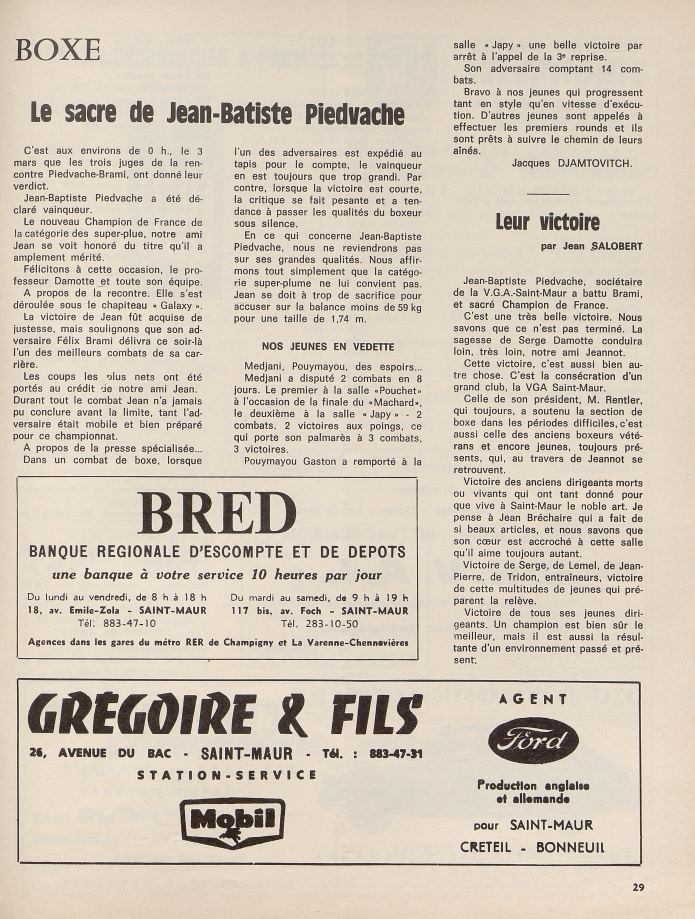 BOXE
Le sacre de Jean-Batiste Piedvache
C'est aux environs de 0 h., le 3
mars que les trois juges de la ren-
contre Piedvache-Brami, ont donné leur
verdict.
Jean-Baptiste Piedvache a été dé-
claré vainqueur.
Le nouveau Champion de France de
la catégorie des super-plue, notre ami
Jean se voit honoré du titre qu'il a
amplement mérité.
Félicitons à cette occasion, le pro-
fesseur Damotte et toute son équipe.
A propos de la recontre. Elle s'est
déroulée sous le chapiteau « Galaxy ».
La victoire de Jean fût acquise de
justesse, mais soulignons que son ad-
versaire Félix Brami délivra ce soir-là
l'un des meilleurs combats de sa car-
rière.
Les coups les plus nets ont été
portés au crédit de notre ami Jean.
Durant tout le combat Jean n'a jamais
pu conclure avant la limite, tant l'ad-
versaire était mobile et bien préparé
pour ce championnat.
A propos de la presse spécialisée...
Dans un combat de boxe, lorsque
l'un des adversaires est expédié au
tapis pour le compte, le vainqueur
en est toujours que trop grandi. Par
contre, lorsque la victoire est courte,
la critique se fait pesante et a ten-
dance à passer les qualités du boxeur
sous silence.
En ce qui concerne Jean-Baptiste
Piedvache, nous ne reviendrons pas
sur ses grandes qualités. Nous affir-
mons tout simplement que la catégo-
rie super-plume ne lui convient pas.
Jean se doit à trop de sacrifice pour
accuser sur la balance moins de 59 kg
pour une taille de 1,74 m.
NOS JEUNES EN VEDETTE
Medjani, Pouymayou, des espoirs...
Medjani a disputé 2 combats en 8
jours. Le premier à la salle «Pouchet»
à l'occasion de la finale du «Machard»,
le deuxième à la salle « Japy » - 2
combats, 2 victoires aux poings, ce
qui porte son palmarès à 3 combats,
3 victoires.
Pouymayou Gaston a remporté à la
salle « Japy » une belle victoire par
arrêt à l'appel de la 3e reprise.
Son adversaire comptant 14 com-
bats.
Bravo à nos jeunes qui progressent
tant en style qu'en vitesse d'exécu-
tion. D'autres jeunes sont appelés à
effectuer les premiers rounds et ils
sont prêts à suivre le chemin de leurs
aînés.
Jacques DJAMTOVITCH.
Leur victoire
par Jean SALOBERT
Jean-Baptiste Piedvache, sociétaire
de la V.G.A.-Saint-Maur a battu Brami,
et sacré Champion de France.
C'est une très belle victoire. Nous
savons que ce n'est pas terminé. La
sagesse de Serge Damotte conduira
loin, très loin, notre ami Jeannot.
Cette victoire, c'est aussi bien au-
tre chose. C'est la consécration d'un
grand club, la VGA Saint-Maur.
Celle de son président, M. Rentler,
qui toujours, a soutenu la section de
boxe dans les périodes difficiles, c'est
aussi celle des anciens boxeurs vété-
rans et encore jeunes, toujours pré-
sents, qui, au travers de Jeannot se
retrouvent.
Victoire des anciens dirigeants morts
ou vivants qui ont tant donné pour
que vive à Saint-Maur le noble art. Je
pense à Jean Bréchaire qui a fait de
si beaux articles, et nous savons que
son cœur est accroché à cette salle
qu'il aime toujours autant.
Victoire de Serge, de Lemel, de Jean-
Pierre, de Tridon, entraîneurs, victoire
de cette multitudes de jeunes qui pré-
parent la relève.
Victoire de tous ses jeunes diri-
geants. Un champion est bien sûr le
meilleur, mais il est aussi la résul-
tante d'un environnement passé et pré-
sent.
BRED
BANQUE REGIONALE D'ESCOMPTE ET DE DEPOTS
une banque à votre service 10 heures par jour
Du lundi au vendredi, de 8 h à 18 h
18, av. Emile-Zola - SAINT-MAUR
Tél. 883-47-10
Du mardi au samedi, de 9 h à 19 h
117 bis, av. Foch - SAINT-MAUR
Tél. 283-10-50
Agences dans les gares du métro RER de Champigny et La Varenne-Chennevières
GRÉGOIRE & FILS
26, AVENUE DU BAC - SAINT-MAUR - Tél. : 883-47-31
STATION-SERVICE
Mobil
AGENT
Ford
Production anglaise
et allemande
pour SAINT-MAUR
CRETEIL - BONNEUIL
29